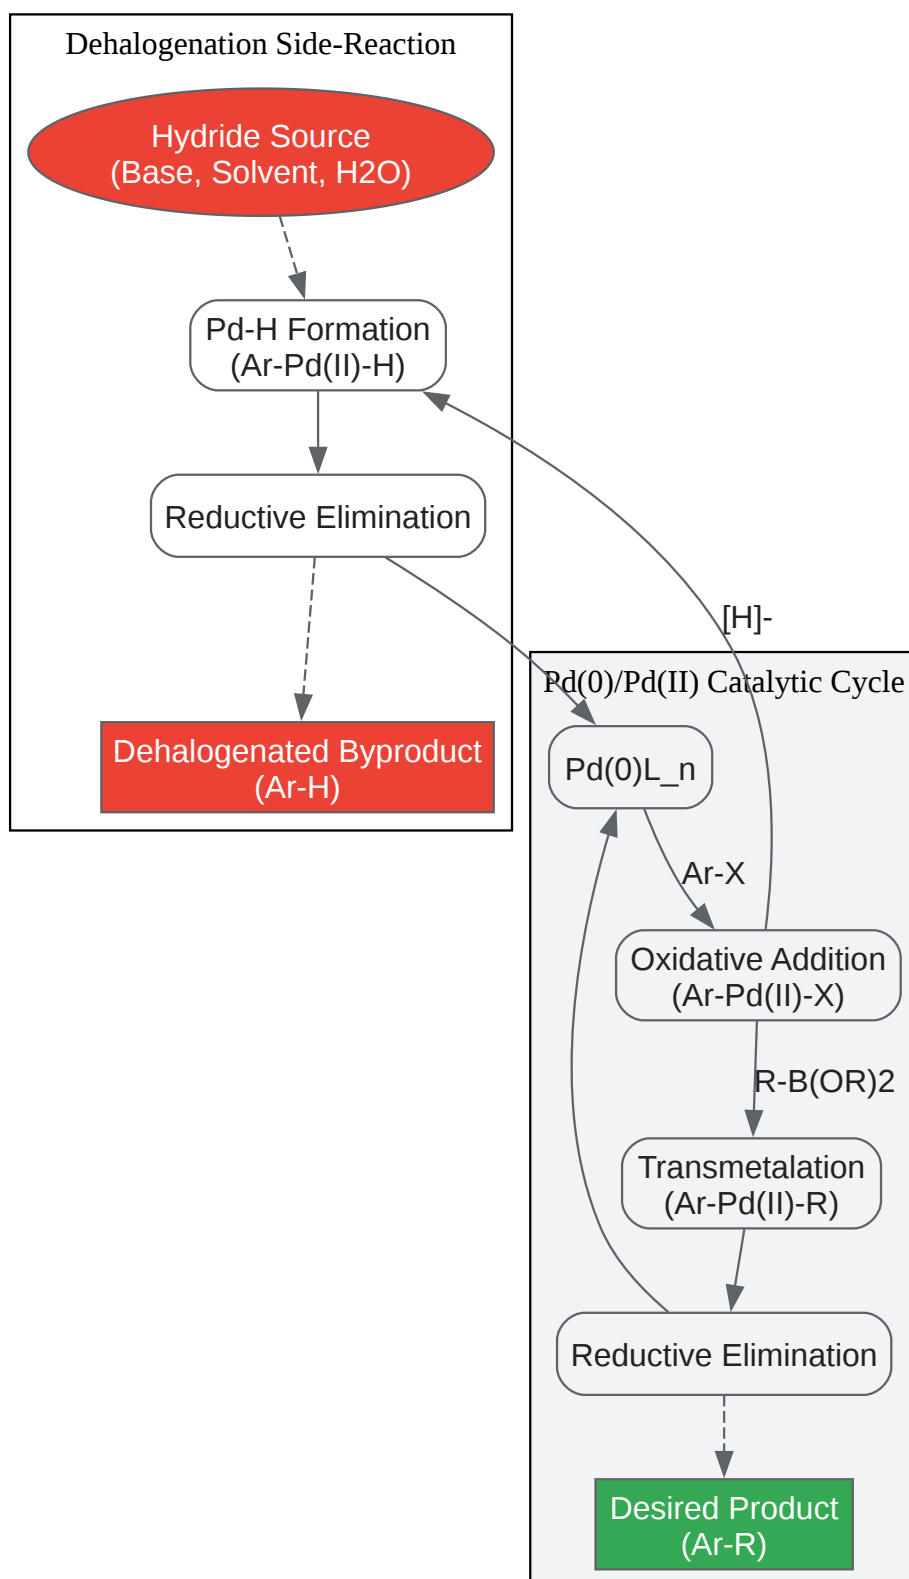 Dehalogenation Side-Reaction
Hydride Source
(Base, Solvent, H2O)
Pd-H Formation
(Ar-Pd(II)-H)
Reductive Elimination
Dehalogenated Byproduct
(Ar-H)
[H]-
Pd(0)/Pd(II) Catalytic Cycle
Pd(0)L_n
Ar-X
Oxidative Addition
(Ar-Pd(II)-X)
R-B(OR)2
Transmetalation
(Ar-Pd(II)-R)
Reductive Elimination
Desired Product
(Ar-R)